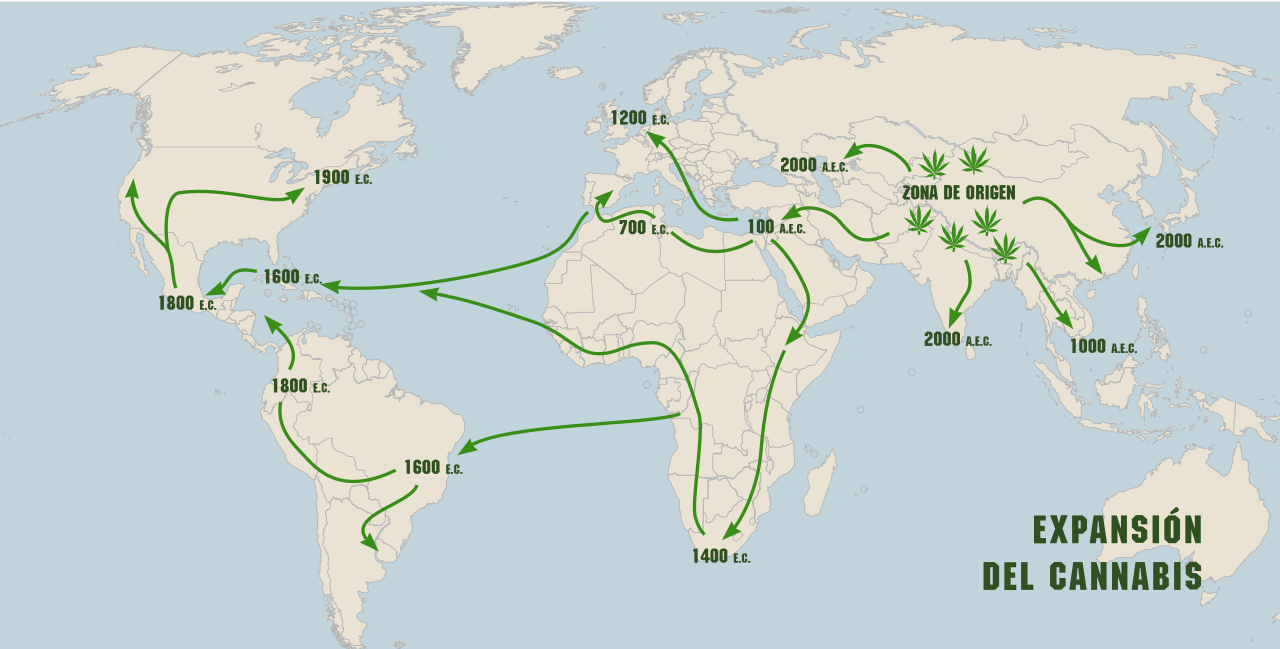 1200 E.C.
2000 A.E.C.
1900 E.C.
ZONA DE ORIGEN
700 E.C.
100 A.E.C.
2000 A.E.C.
1600 E.C.
1800 E.C.
2000 A.E.C.
1000 A.E.C.
1800 E.C.
1600 E.C.
1400 E.C.
EXPANSIÓN
DEL CANNABIS